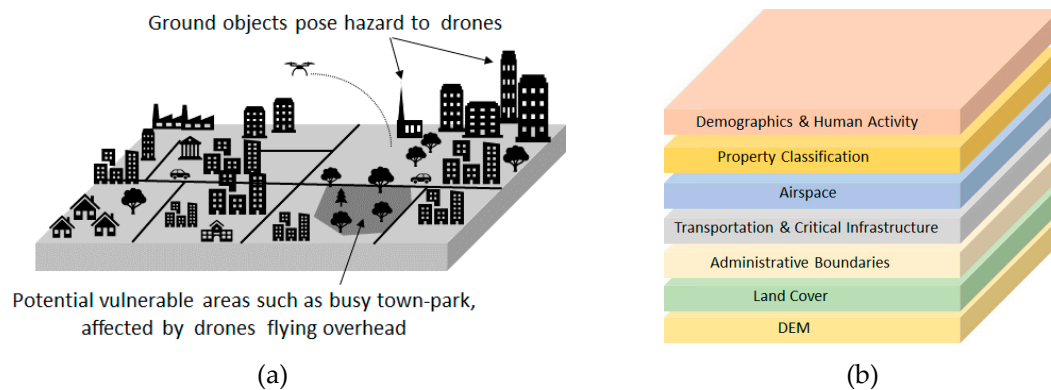 Ground objects pose hazard to drones
Potential vulnerable areas such as busy town-park,
affected by drones flying overhead
(a)
Demographics & Human Activity
Property Classification
Airspace
Transportation & Critical Infrastructure
Administrative Boundaries
Land Cover
DEM
(b)